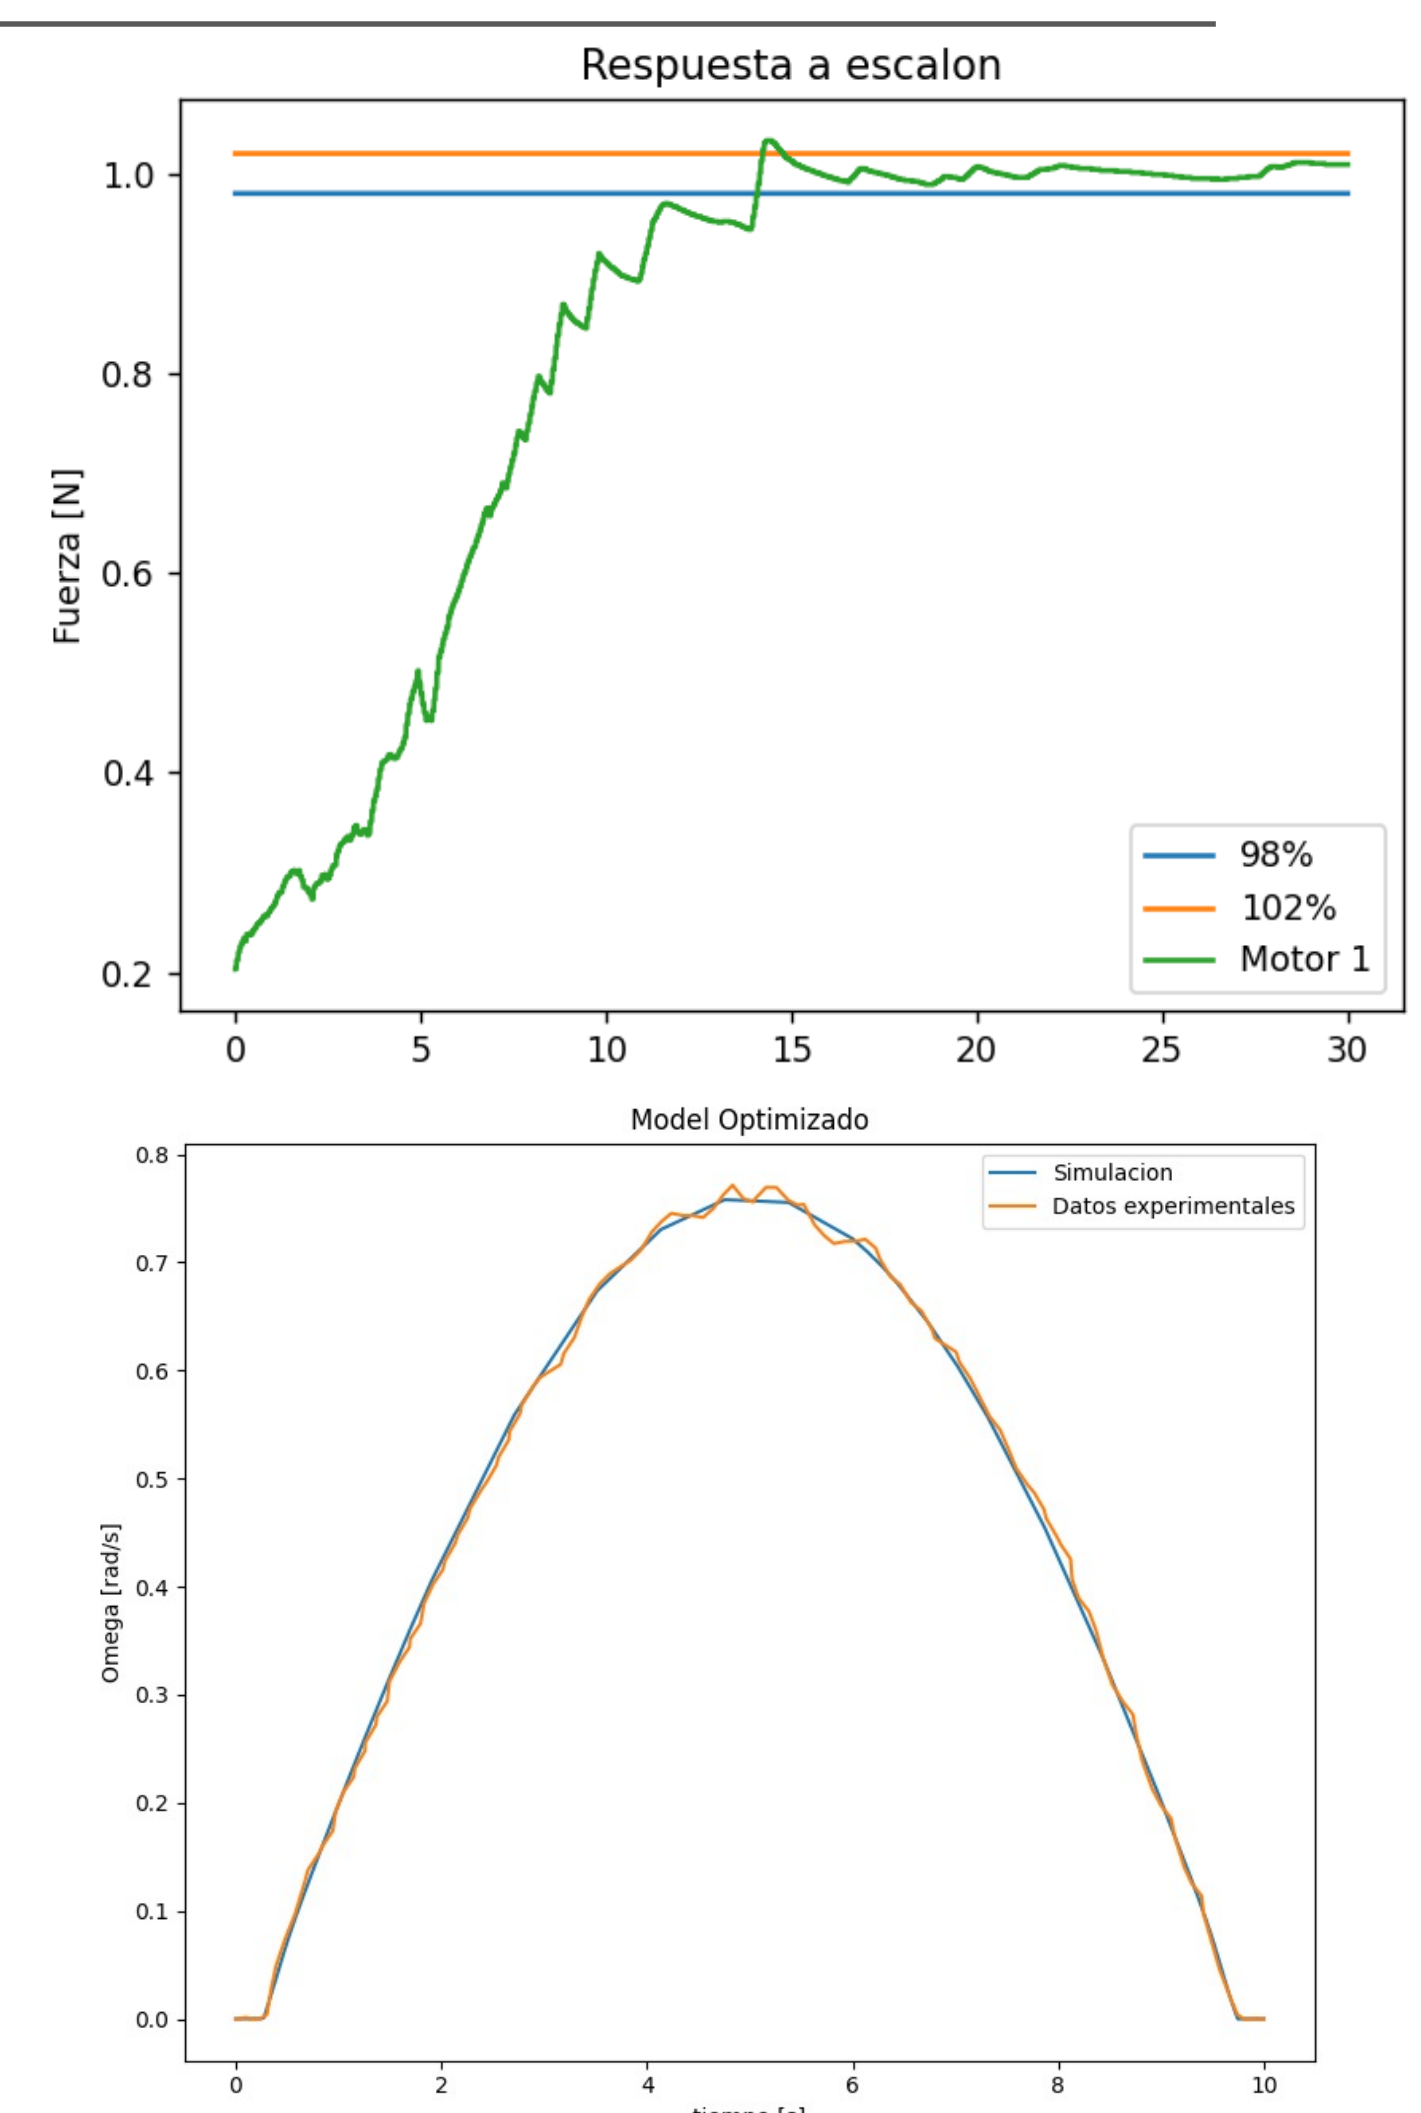 Respuesta a escalon
1.0
0.8
0.6
0.4
0.2
Fuerza [N]
98%
102%
Motor 1
0 5 10 15 20 25 30
Model Optimizado
0.8
0.7
0.6
0.5
0.4
0.3
0.2
0.1
0.0
Omega [rad/s]
Simulacion
Datos experimentales
0 2 4 6 8 10
tiempo [s]